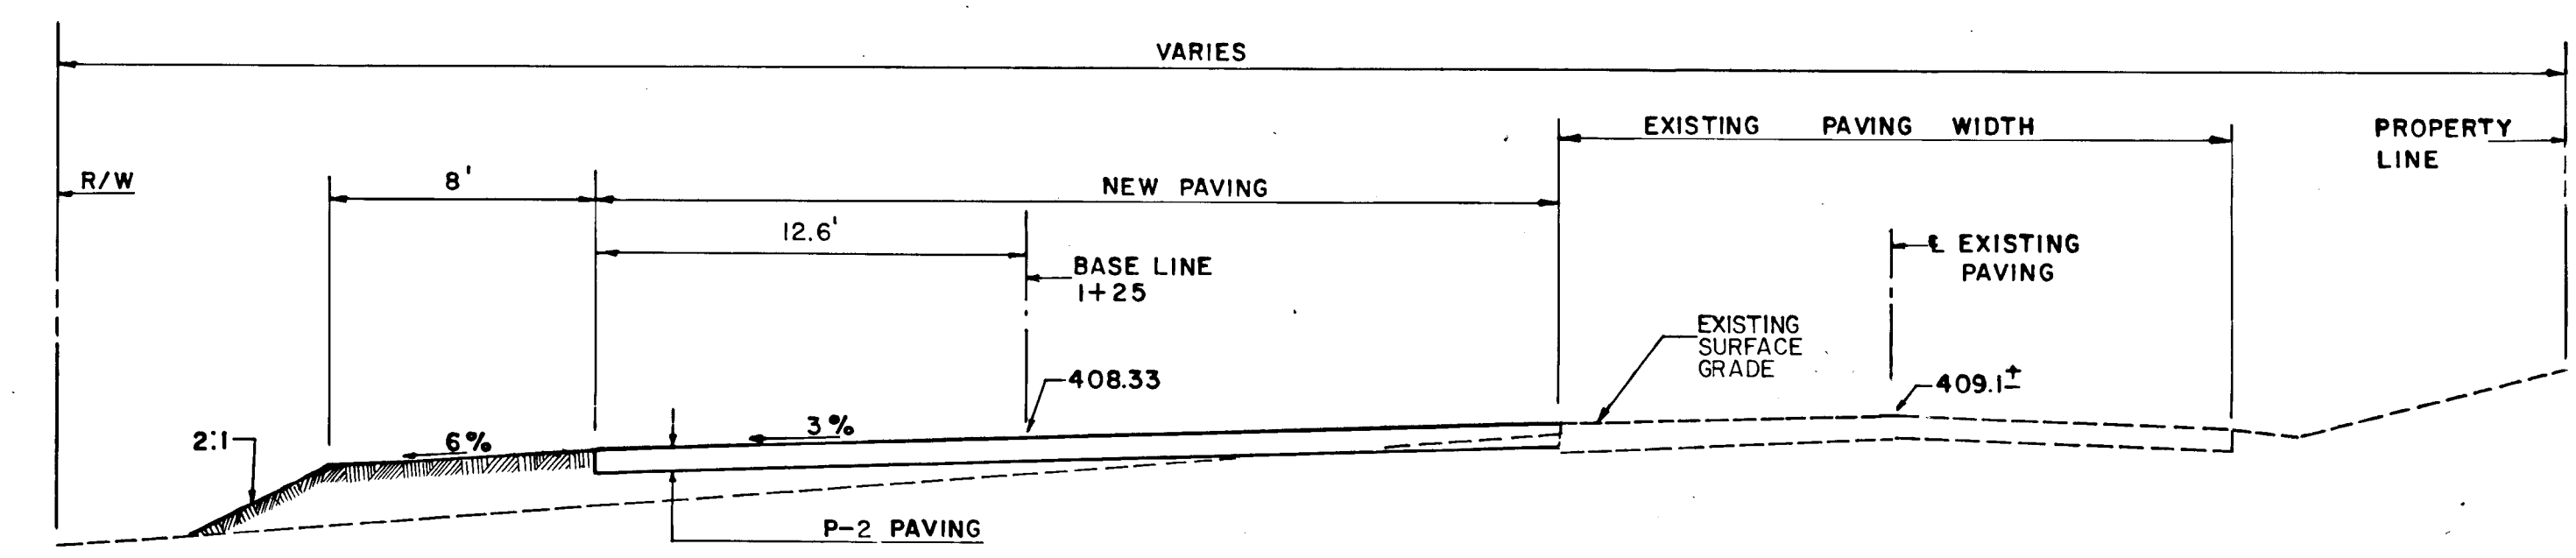 VARIES
EXISTING PAVING WIDTH
PROPERTY
LINE
R/W
8'
NEW PAVING
12.6'
BASE LINE
1+25
℄ EXISTING
PAVING
EXISTING
SURFACE
GRADE
408.33
409.1±
2:1
6%
3%
P-2 PAVING